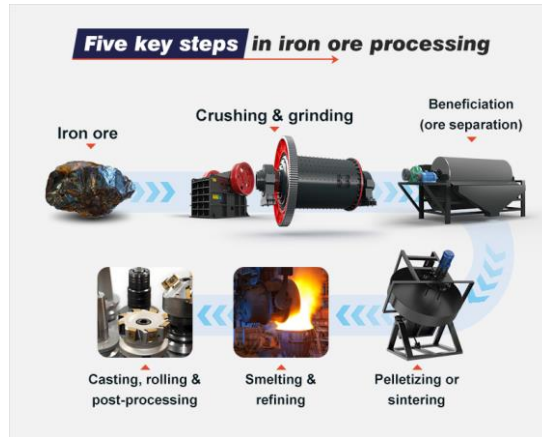 Five key steps in iron ore processing
Iron ore
Crushing & grinding
Beneficiation
(ore separation)
Casting, rolling &
post-processing
Smelting &
refining
Pelletizing or
sintering